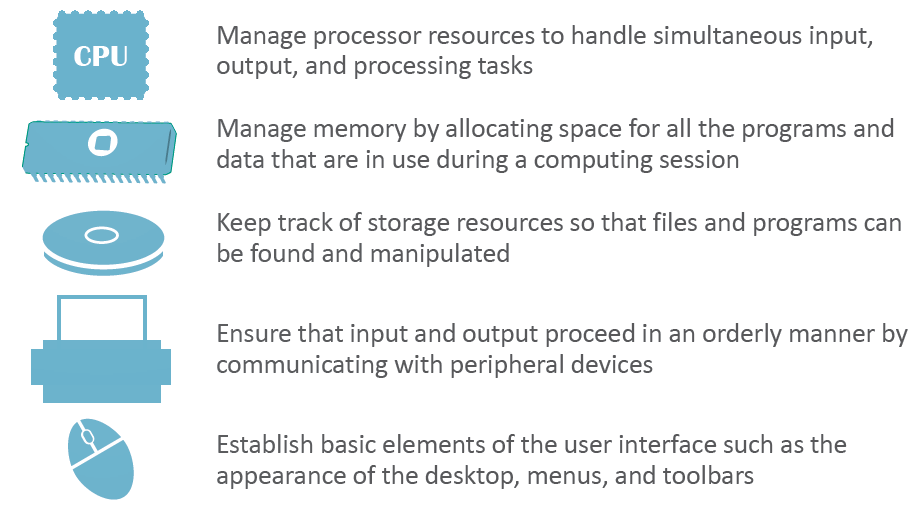 CPU
Manage processor resources to handle simultaneous input,
output, and processing tasks
Manage memory by allocating space for all the programs and
data that are in use during a computing session
Keep track of storage resources so that files and programs can
be found and manipulated
Ensure that input and output proceed in an orderly manner by
communicating with peripheral devices
Establish basic elements of the user interface such as the
appearance of the desktop, menus, and toolbars